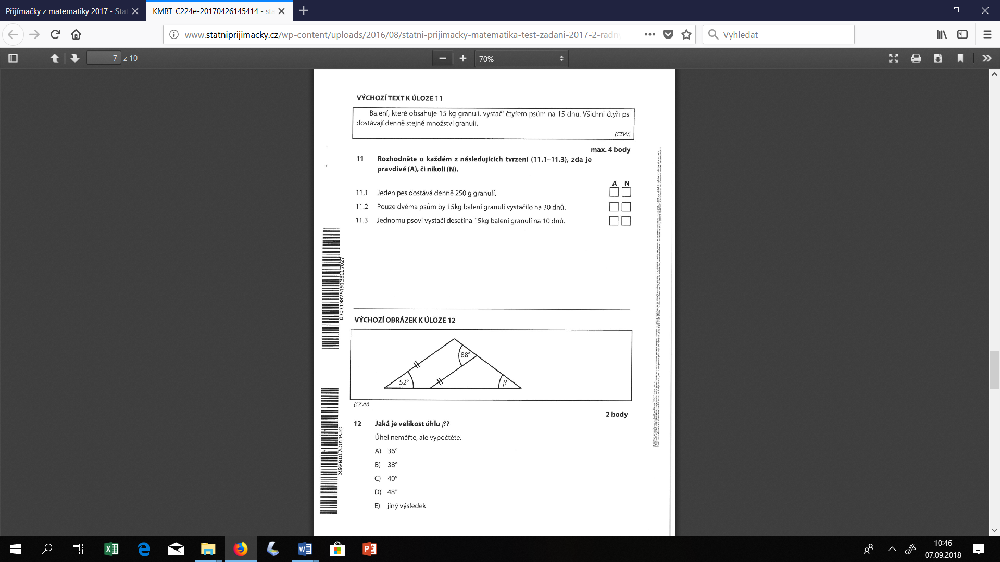 Přijímačky z matematiky 2017 - Stat
KMBT_C224e-20170426145414 - sta
www.statniprijimacky.cz/wp-content/uploads/2016/08/statni-prijimacky-matematika-test-zadani-2017-2-radny
Vyhledat
7 z 10
70%
VÝCHOZÍ TEXT K ÚLOZE 11
Balení, které obsahuje 15 kg granulí, vystačí čtyřem psům na 15 dnů. Všichni čtyři psi
dostávají denně stejné množství granulí.
(CZVV)
max. 4 body
11 Rozhodněte o každém z následujících tvrzení (11.1–11.3), zda je
pravdivé (A), či nikoli (N).
A N
11.1 Jeden pes dostává denně 250 g granulí.
11.2 Pouze dvěma psům by 15kg balení granulí vystačilo na 30 dnů.
11.3 Jednomu psovi vystačí desetina 15kg balení granulí na 10 dnů.
VÝCHOZÍ OBRÁZEK K ÚLOZE 12
88°
52°
β
(CZVV)
2 body
12 Jaká je velikost úhlu β?
Úhel neměřte, ale vypočtěte.
A) 36°
B) 38°
C) 40°
D) 48°
E) jiný výsledek
M9PBD17CUTPJG
10:46
07.09.2018